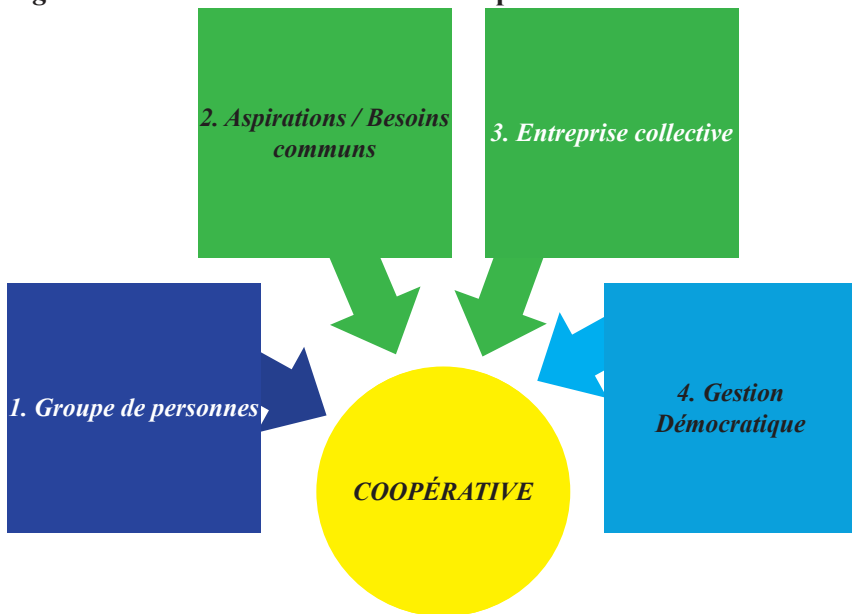 2. Aspirations / Besoins
communs
3. Entreprise collective
1. Groupe de personnes
4. Gestion
Démocratique
COOPÉRATIVE